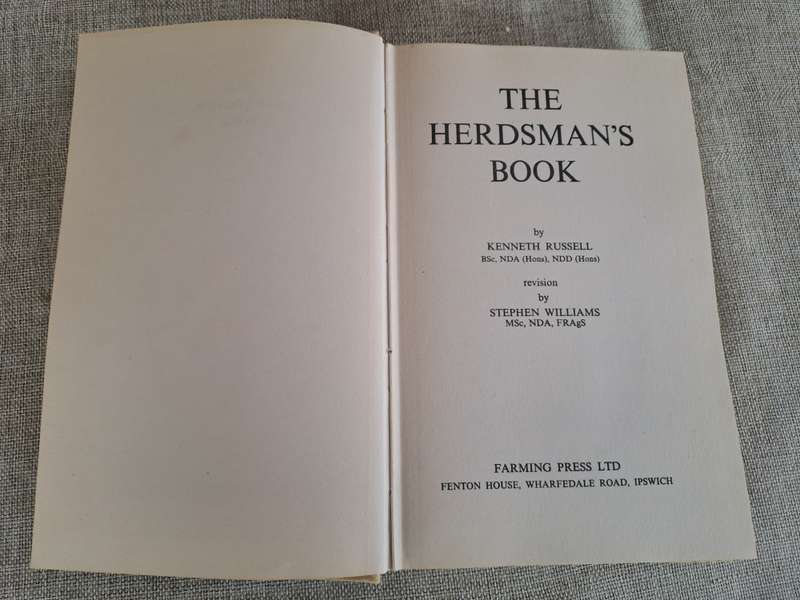 THE
HERDSMAN'S
BOOK
by
KENNETH RUSSELL
BSc, NDA (Hons), NDD (Hons)
revision
by
STEPHEN WILLIAMS
MSc, NDA, FRAgS
FARMING PRESS LTD
FENTON HOUSE, WHARFEDALE ROAD, IPSWICH